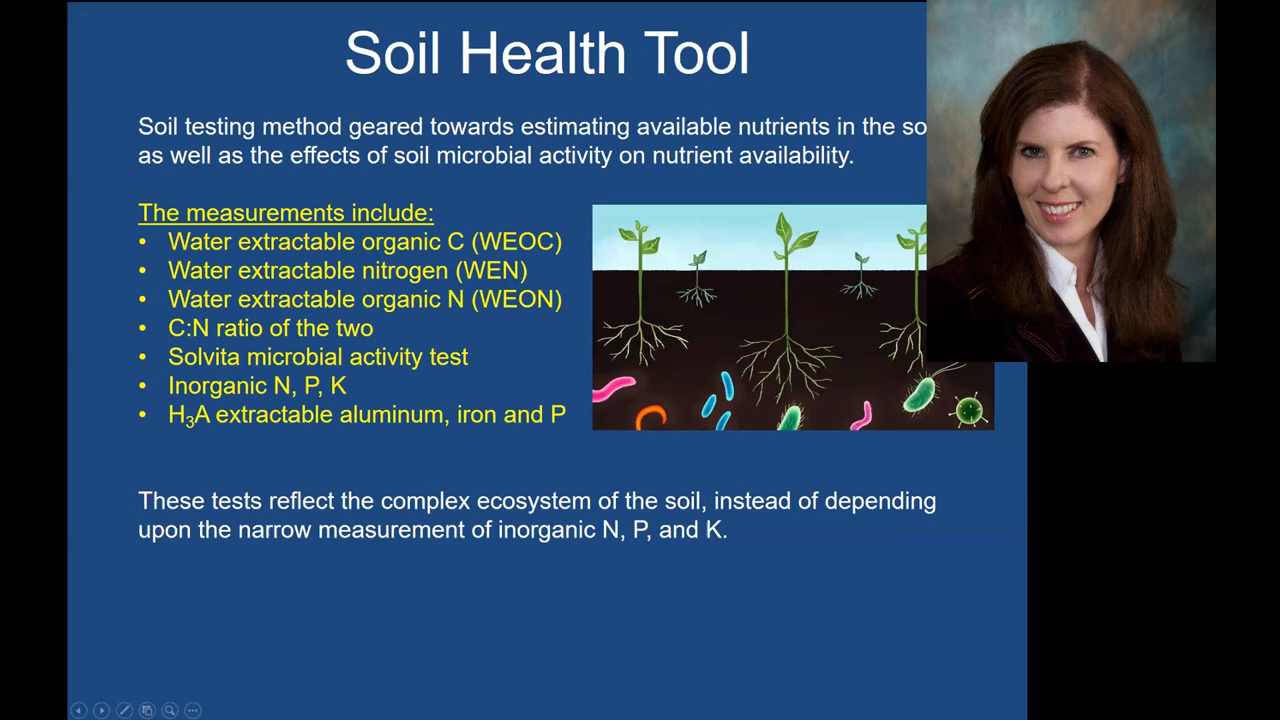 Soil Health Tool
Soil testing method geared towards estimating available nutrients in the so
as well as the effects of soil microbial activity on nutrient availability.
The measurements include:
• Water extractable organic C (WEOC)
• Water extractable nitrogen (WEN)
• Water extractable organic N (WEON)
• C:N ratio of the two
• Solvita microbial activity test
• Inorganic N, P, K
• H₃A extractable aluminum, iron and P
These tests reflect the complex ecosystem of the soil, instead of depending
upon the narrow measurement of inorganic N, P, and K.